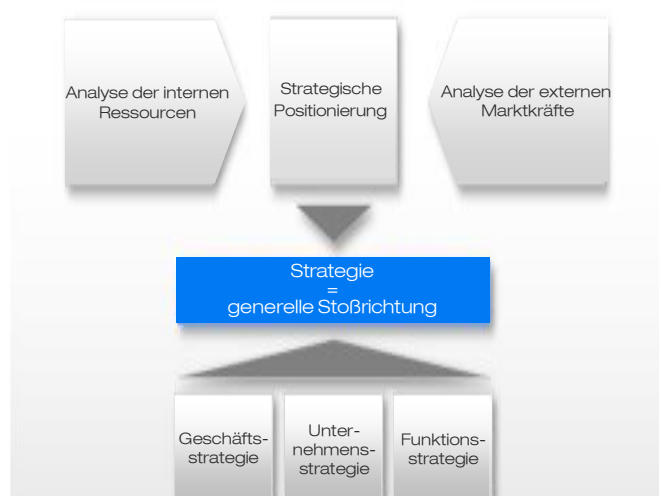 Analyse der internen
Ressourcen
Strategische
Positionierung
Analyse der externen
Marktkräfte
Strategie
=
generelle Stoßrichtung
Geschäfts-
strategie
Unter-
nehmens-
strategie
Funktions-
strategie